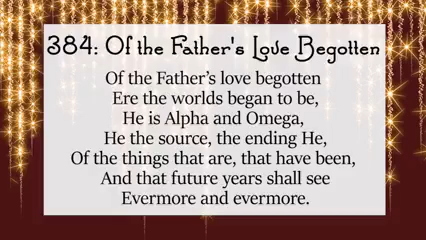 384: Of the Father's Love Begotten
Of the Father’s love begotten
Ere the worlds began to be,
He is Alpha and Omega,
He the source, the ending He,
Of the things that are, that have been,
And that future years shall see
Evermore and evermore.